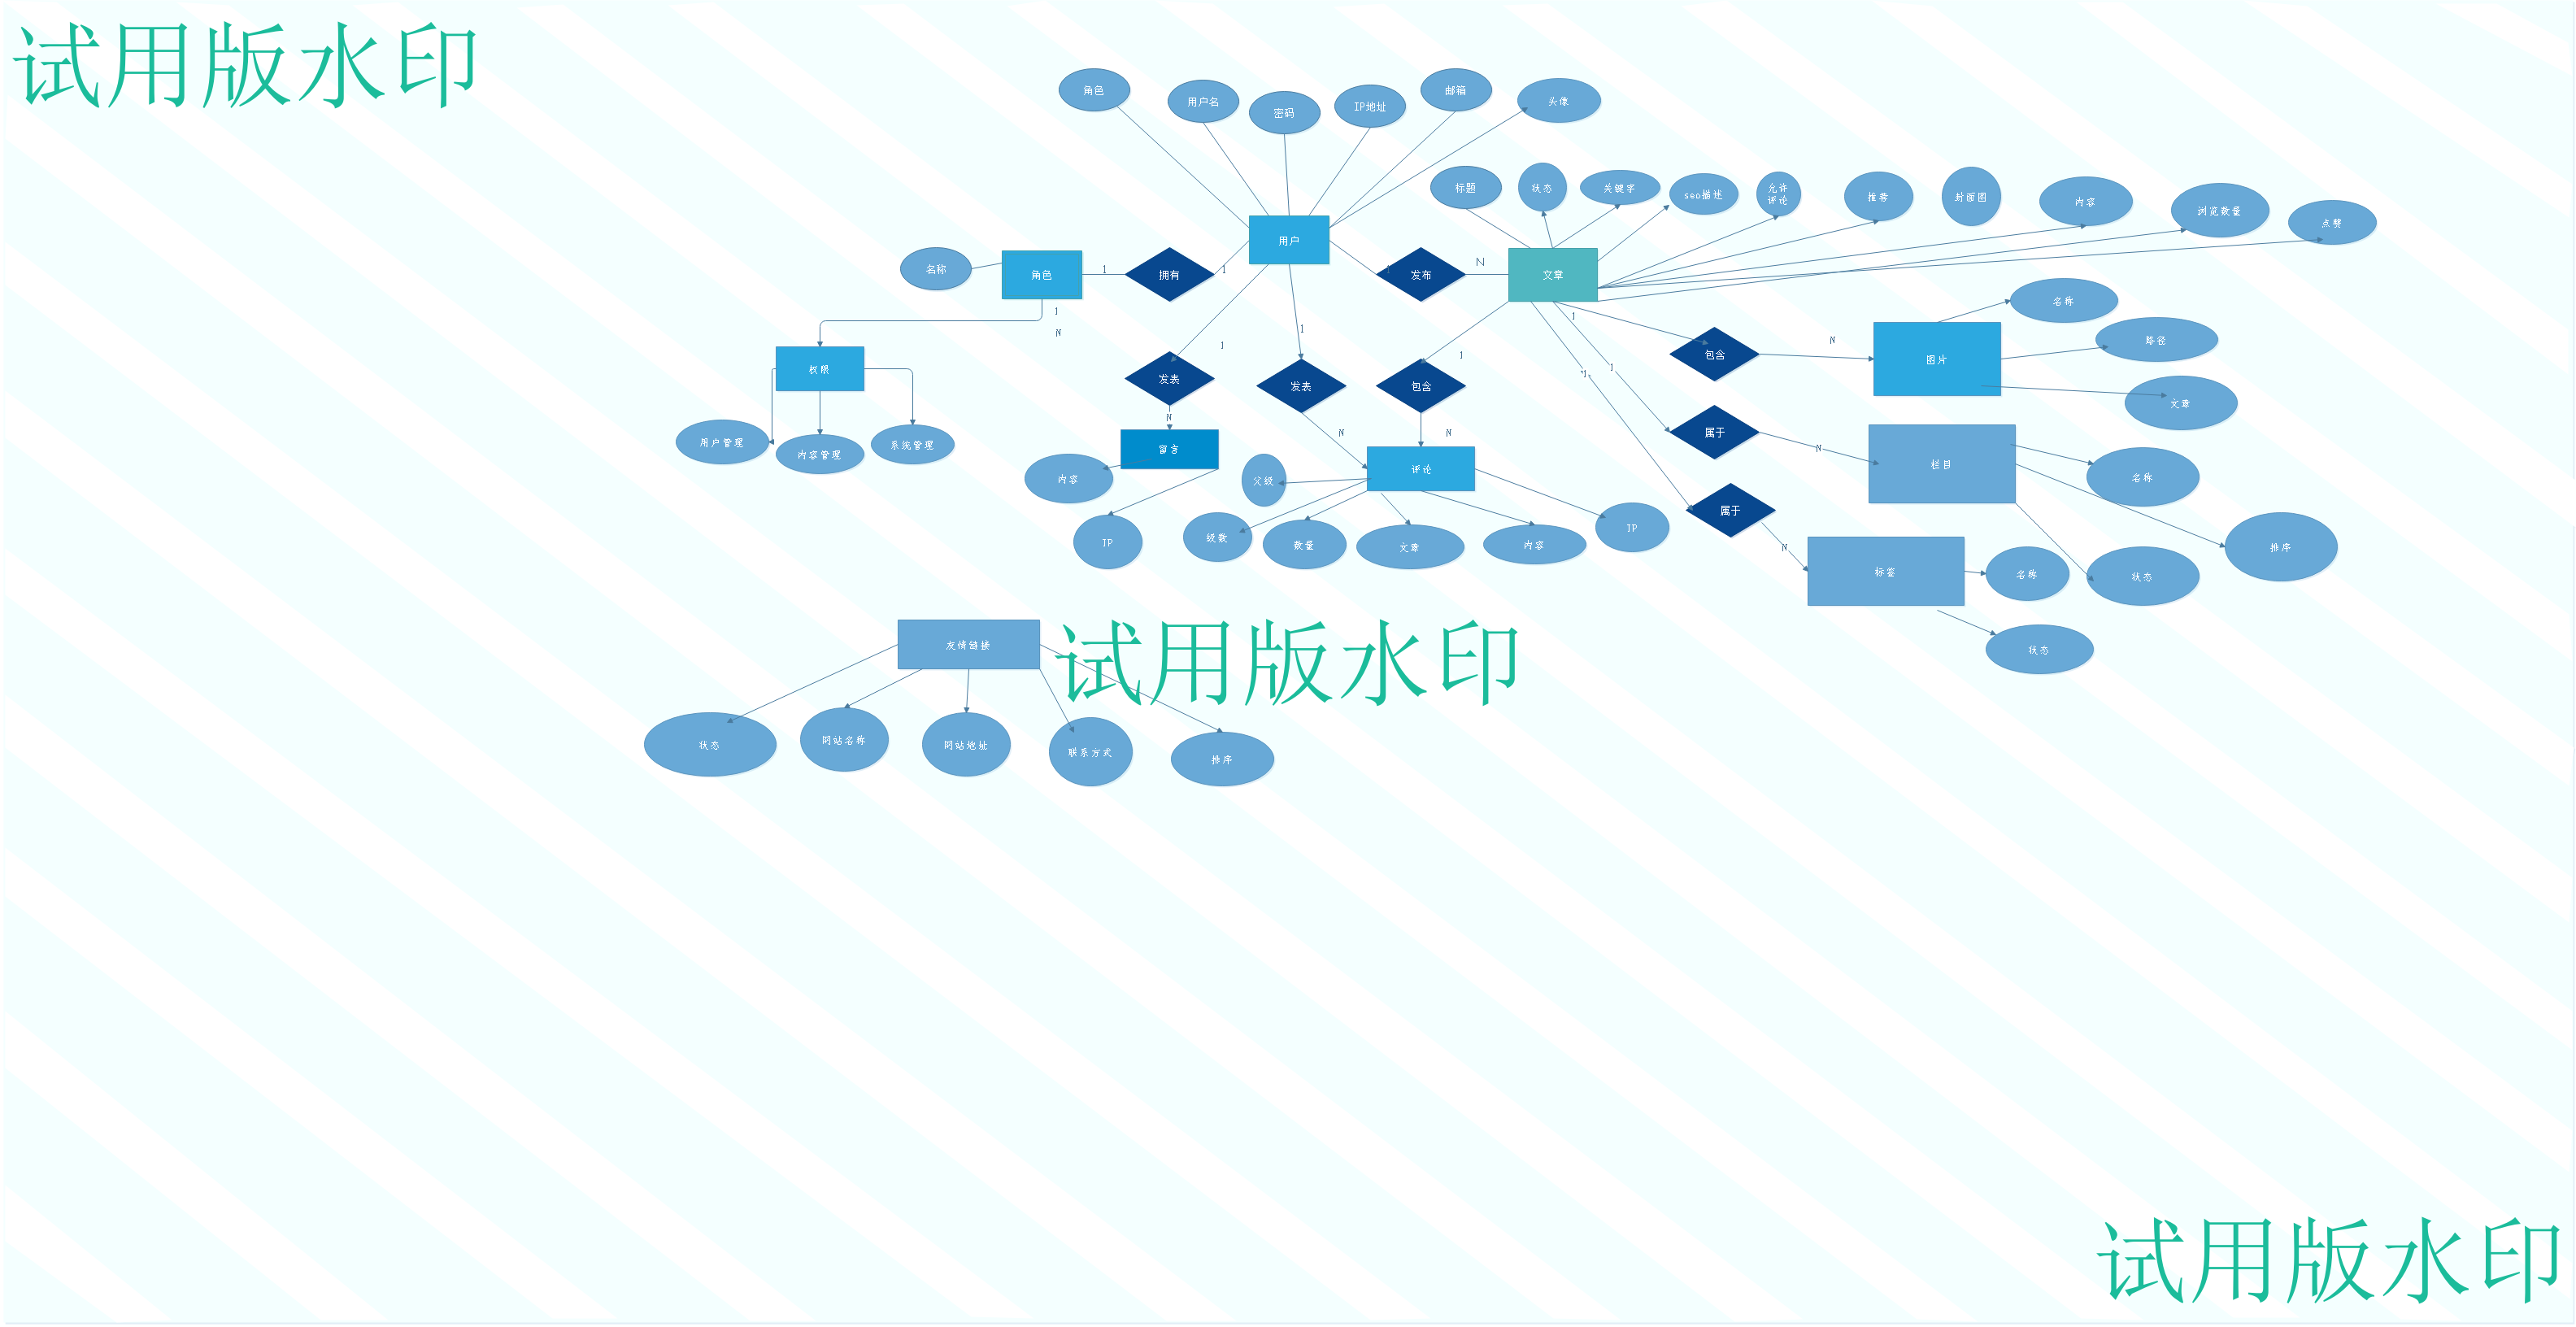 试用版水印
角色
用户名
密码
IP地址
邮箱
头像
标题
状态
关键字
seo描述
允许
评论
推荐
封面图
内容
浏览数量
点赞
用户
名称
角色
1
拥有
1
1
发布
N
文章
名称
1
N
1
1
1
1
包含
N
图片
路径
权限
发表
发表
包含
1
1
文章
N
用户管理
内容管理
系统管理
留言
N
N
属于
N
栏目
名称
内容
父级
评论
IP
级数
数量
文章
内容
IP
属于
N
标签
名称
状态
排序
状态
友情链接
试用版水印
状态
网站名称
网站地址
联系方式
排序
试用版水印